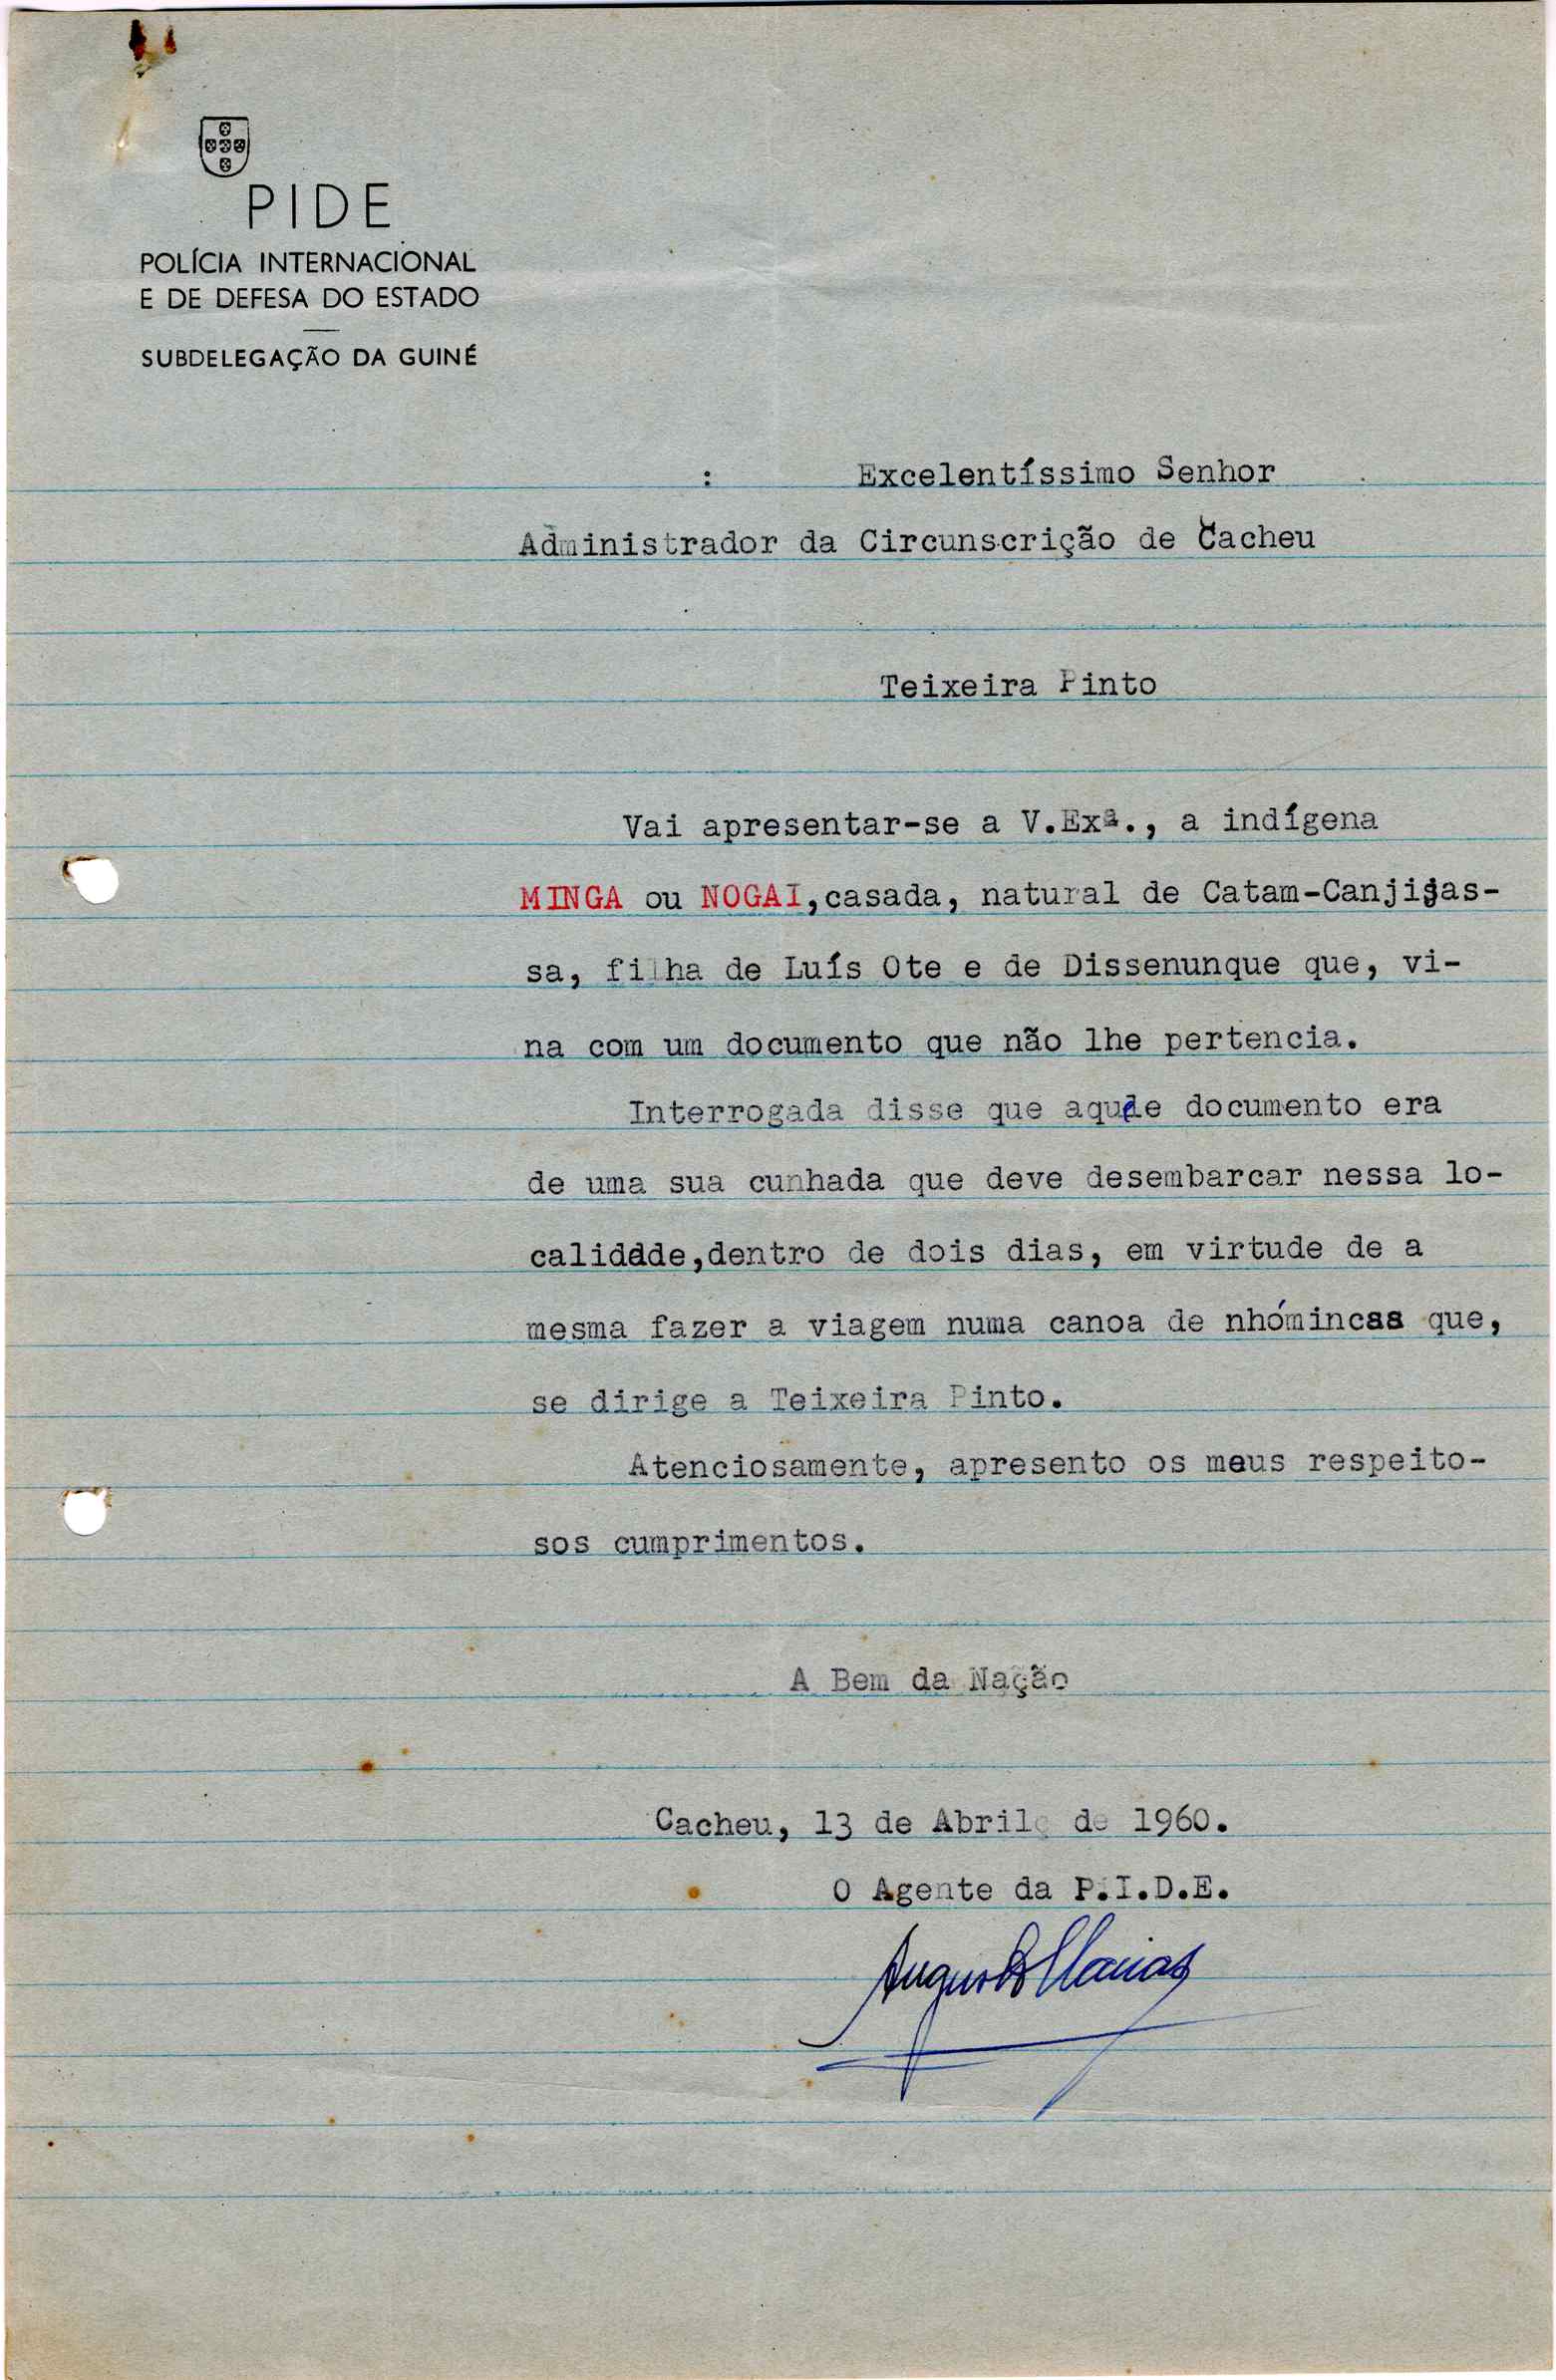 PIDE
POLÍCIA INTERNACIONAL
E DE DEFESA DO ESTADO
SUBDELEGAÇÃO DA GUINÉ
: Excelentíssimo Senhor
Administrador da Circunscrição de Cacheu
Teixeira Pinto
Vai apresentar-se a V.Exª., a indígena
MINGA ou NOGAI, casada, natural de Catam-Canjigas-
sa, filha de Luís Ote e de Dissenunque que, vi-
na com um documento que não lhe pertencia.
Interrogada disse que aquele documento era
de uma sua cunhada que deve desembarcar nessa lo-
calidade,dentro de dois dias, em virtude de a
mesma fazer a viagem numa canoa de nhómincas que,
se dirige a Teixeira Pinto.
Atenciosamente, apresento os meus respeito-
sos cumprimentos.
A Bem da Nação
Cacheu, 13 de Abril de 1960.
O Agente da P.I.D.E.
Augusto